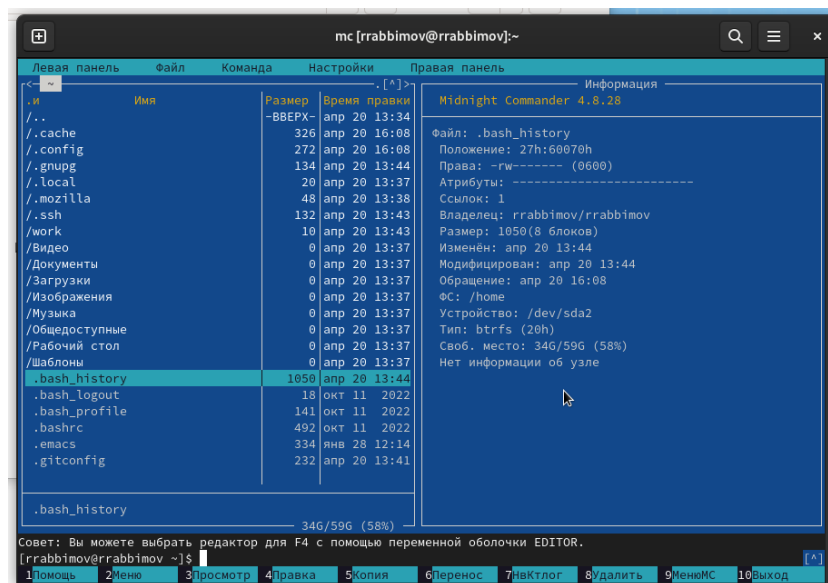 mc [rrabbimov@rrabbimov]:~
Левая панель Файл Команда Настройки Правая панель
<- ~ .[^]>
.и Имя Размер Время правки
/.. -ВВЕРХ- апр 20 13:34
/.cache 326 апр 20 16:08
/.config 272 апр 20 16:08
/.gnupg 134 апр 20 13:44
/.local 20 апр 20 13:37
/.mozilla 48 апр 20 13:38
/.ssh 132 апр 20 13:43
/work 10 апр 20 13:43
/Видео 0 апр 20 13:37
/Документы 0 апр 20 13:37
/Загрузки 0 апр 20 13:37
/Изображения 0 апр 20 13:37
/Музыка 0 апр 20 13:37
/Общедоступные 0 апр 20 13:37
/Рабочий стол 0 апр 20 13:37
/Шаблоны 0 апр 20 13:37
.bash_history 1050 апр 20 13:44
.bash_logout 18 окт 11 2022
.bash_profile 141 окт 11 2022
.bashrc 492 окт 11 2022
.emacs 334 янв 28 12:14
.gitconfig 232 апр 20 13:41
.bash_history
34G/59G (58%)
Информация
Midnight Commander 4.8.28
Файл: .bash_history
Положение: 27h:60070h
Права: -rw------- (0600)
Атрибуты: -------------------------
Ссылок: 1
Владелец: rrabbimov/rrabbimov
Размер: 1050(8 блоков)
Изменён: апр 20 13:44
Модифицирован: апр 20 13:44
Обращение: апр 20 16:08
ФС: /home
Устройство: /dev/sda2
Тип: btrfs (20h)
Своб. место: 34G/59G (58%)
Нет информации об узле
Совет: Вы можете выбрать редактор для F4 с помощью переменной оболочки EDITOR.
[rrabbimov@rrabbimov ~]$ [^]
1Помощь 2Меню 3Просмотр 4Правка 5Копия 6Перенос 7НвКтлог 8Удалить 9МенюМС 10Выход